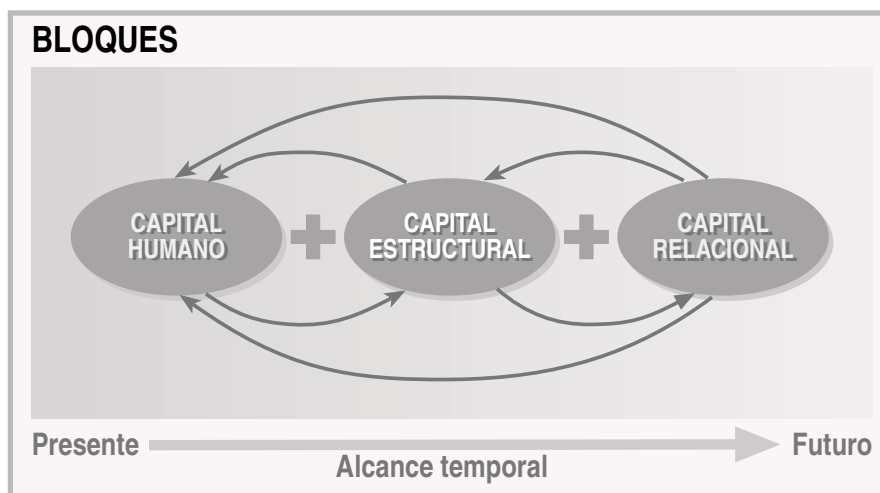 BLOQUES
CAPITAL
HUMANO
CAPITAL
ESTRUCTURAL
CAPITAL
RELACIONAL
Presente
Futuro
Alcance temporal